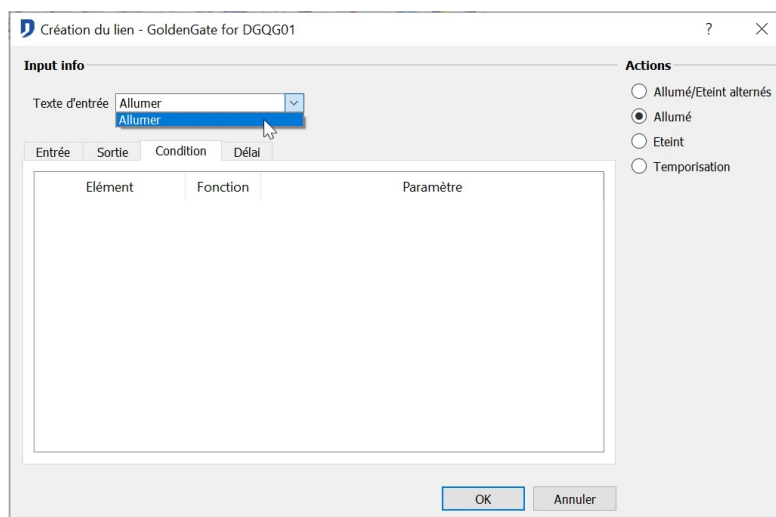 Création du lien - GoldenGate for DGQG01
?
Input info
Actions
Texte d'entrée Allumer
Allumer
Allumé/Eteint alternés
Allumé
Eteint
Temporisation
Entrée Sortie Condition Délai
Elément Fonction Paramètre
OK Annuler